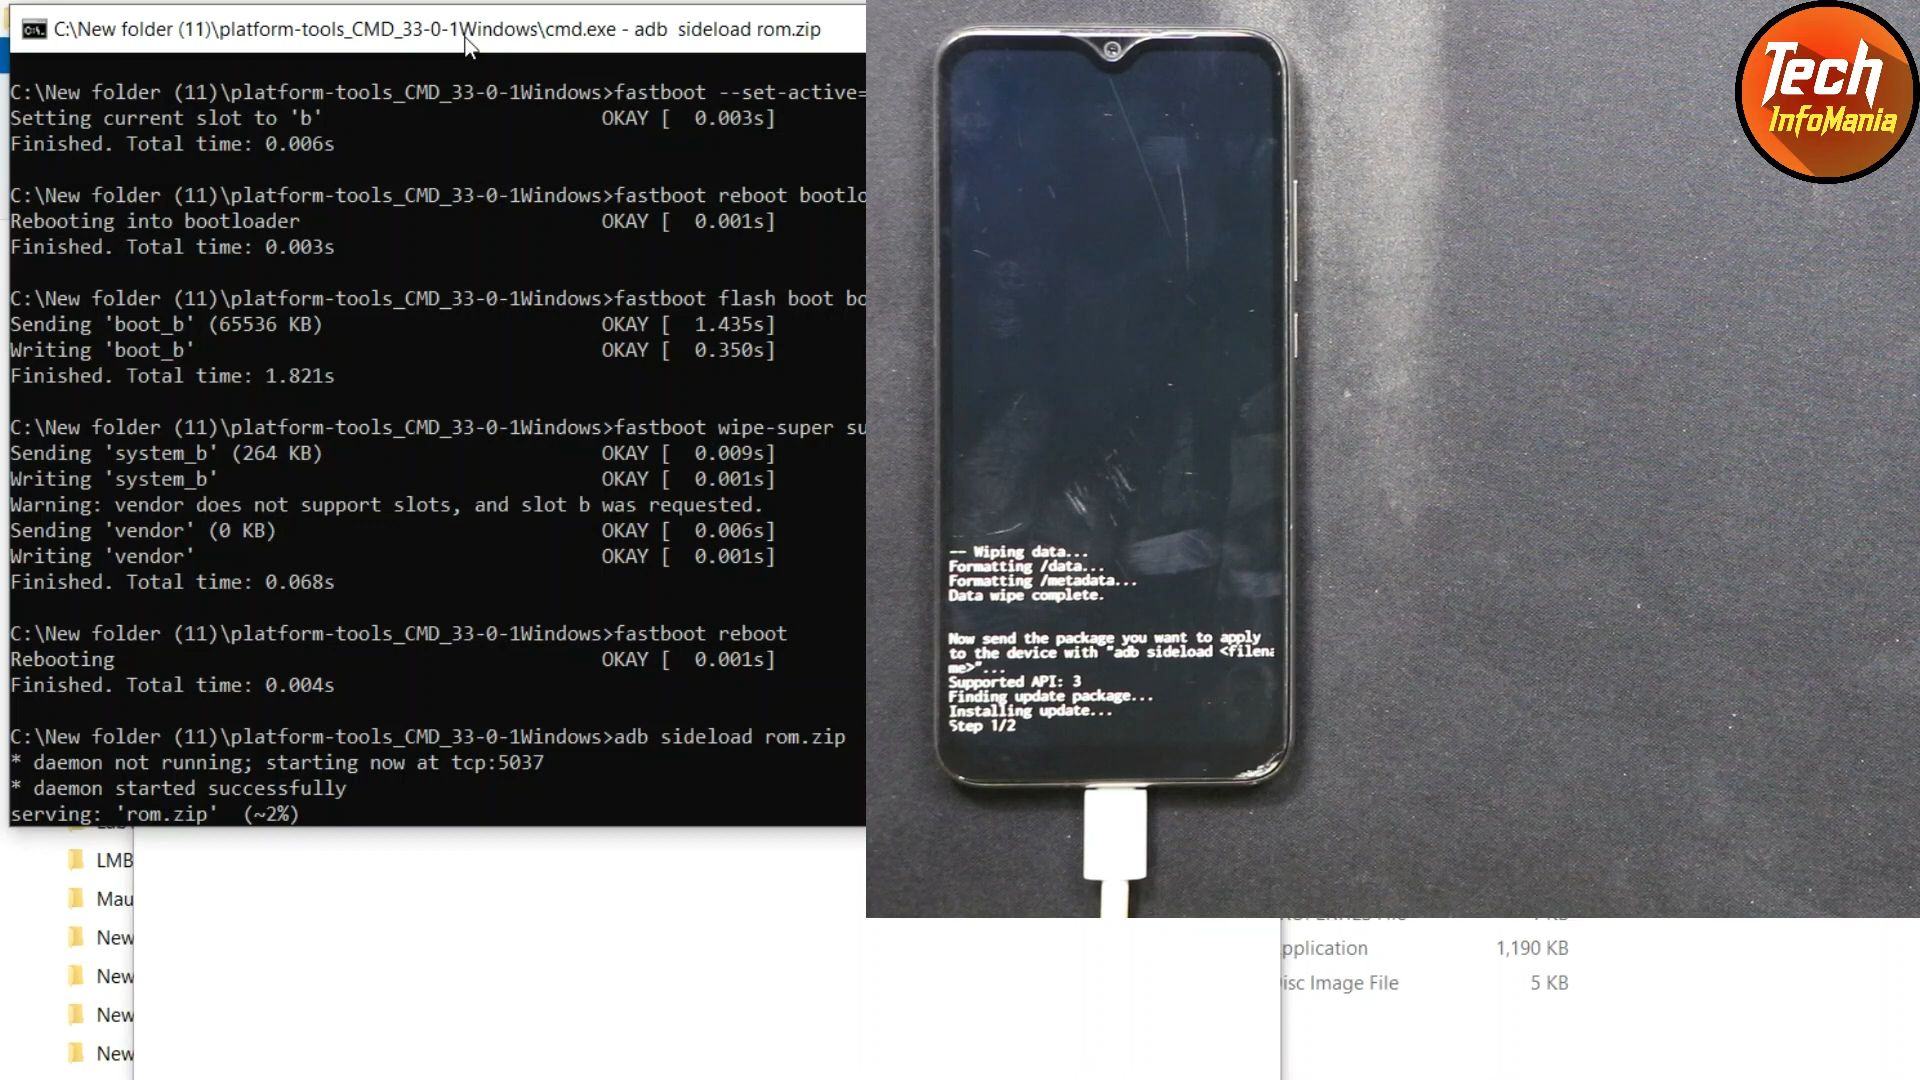 C:\New folder (11)\platform-tools_CMD_33-0-1Windows\cmd.exe - adb  sideload rom.zip
C:\New folder (11)\platform-tools_CMD_33-0-1Windows>fastboot --set-active=
Setting current slot to 'b' OKAY [  0.003s]
Finished. Total time: 0.006s
C:\New folder (11)\platform-tools_CMD_33-0-1Windows>fastboot reboot bootlo
Rebooting into bootloader OKAY [  0.001s]
Finished. Total time: 0.003s
C:\New folder (11)\platform-tools_CMD_33-0-1Windows>fastboot flash boot bo
Sending 'boot_b' (65536 KB) OKAY [  1.435s]
Writing 'boot_b' OKAY [  0.350s]
Finished. Total time: 1.821s
C:\New folder (11)\platform-tools_CMD_33-0-1Windows>fastboot wipe-super su
Sending 'system_b' (264 KB) OKAY [  0.009s]
Writing 'system_b' OKAY [  0.001s]
Warning: vendor does not support slots, and slot b was requested.
Sending 'vendor' (0 KB) OKAY [  0.006s]
Writing 'vendor' OKAY [  0.001s]
Finished. Total time: 0.068s
C:\New folder (11)\platform-tools_CMD_33-0-1Windows>fastboot reboot
Rebooting OKAY [  0.001s]
Finished. Total time: 0.004s
C:\New folder (11)\platform-tools_CMD_33-0-1Windows>adb sideload rom.zip
* daemon not running; starting now at tcp:5037
* daemon started successfully
serving: 'rom.zip'  (~2%)
LMB
Mau
New
New
New
New
-- Wiping data...
Formatting /data...
Formatting /metadata...
Data wipe complete.
Now send the package you want to apply
to the device with "adb sideload <filena
me>"...
Supported API: 3
Finding update package...
Installing update...
Step 1/2
Tech
InfoMania
pplication 1,190 KB
isc Image File 5 KB